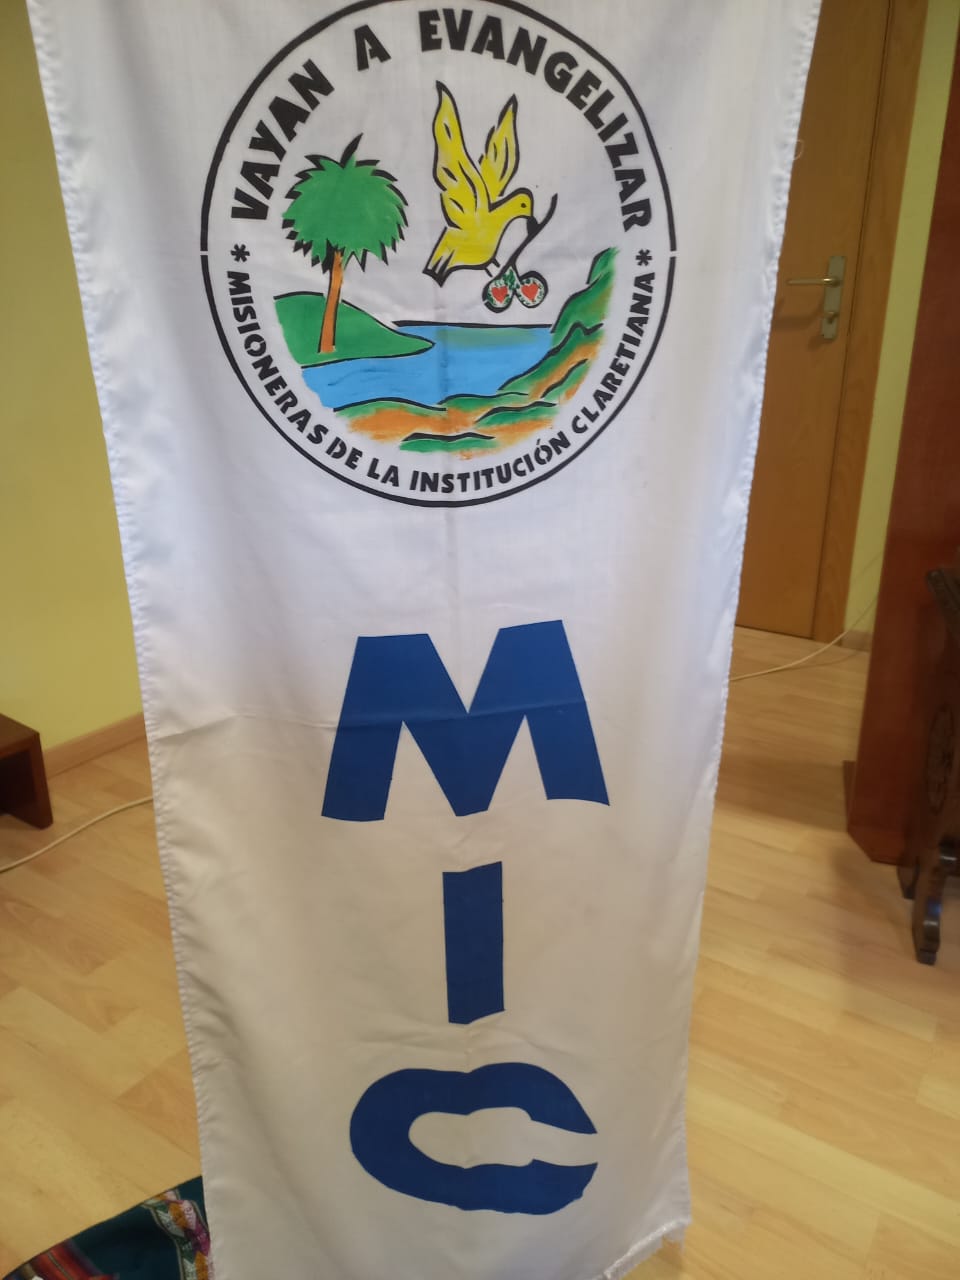 VAYAN A EVANGELIZAR
* MISIONERAS DE LA INSTITUCIÓN CLARETIANA *
M
I
C